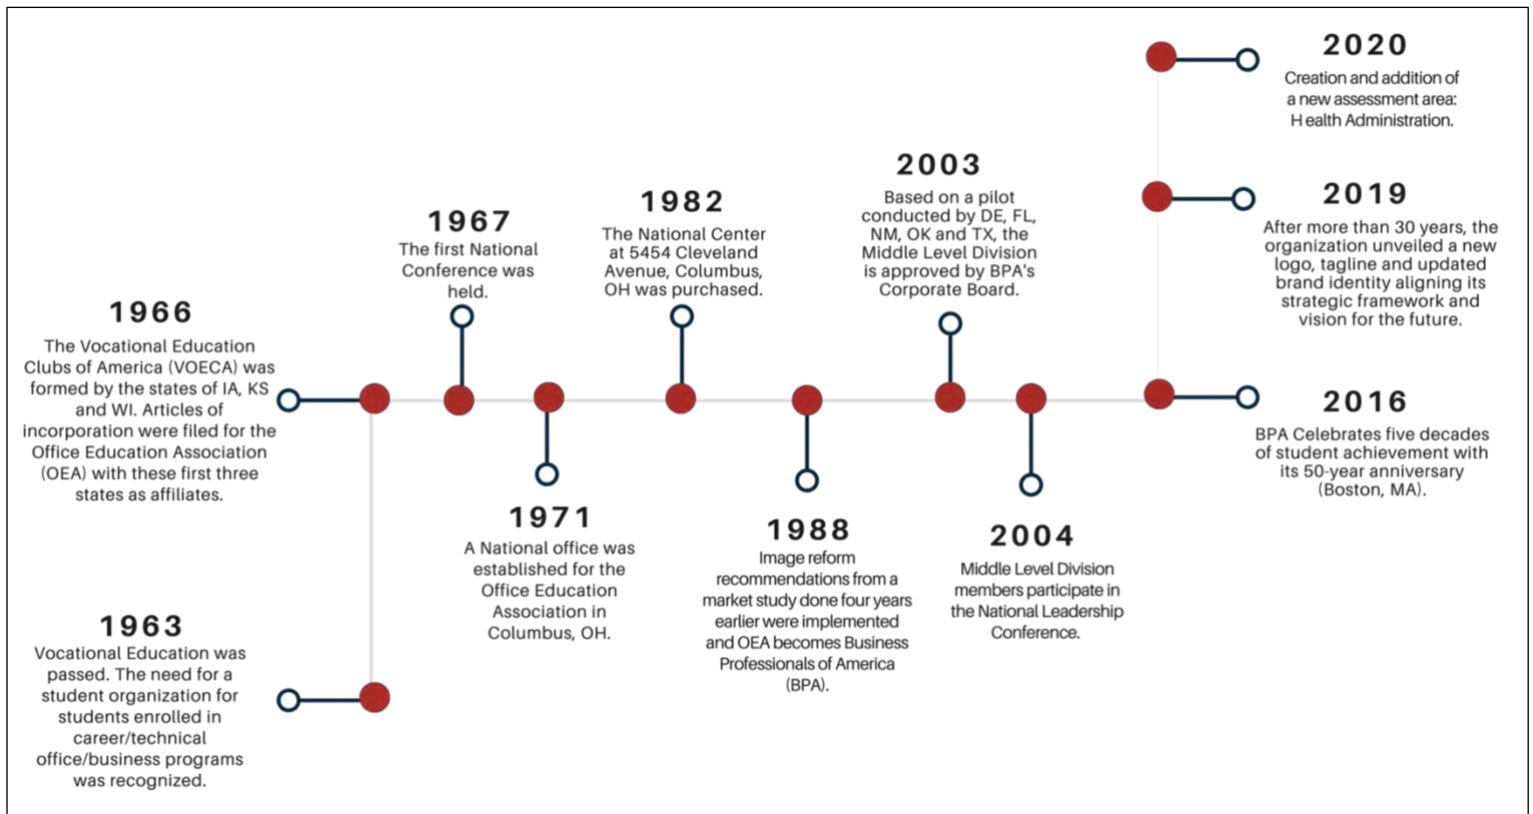 1963
Vocational Education was
passed. The need for a
student organization for
students enrolled in
career/technical
office/business programs
was recognized.
1966
The Vocational Education
Clubs of America (VOECA) was
formed by the states of IA, KS
and WI. Articles of
incorporation were filed for the
Office Education Association
(OEA) with these first three
states as affiliates.
1967
The first National
Conference was
held.
1971
A National office was
established for the
Office Education
Association in
Columbus, OH.
1982
The National Center
at 5454 Cleveland
Avenue, Columbus,
OH was purchased.
1988
Image reform
recommendations from a
market study done four years
earlier were implemented
and OEA becomes Business
Professionals of America
(BPA).
2003
Based on a pilot
conducted by DE, FL,
NM, OK and TX, the
Middle Level Division
is approved by BPA's
Corporate Board.
2004
Middle Level Division
members participate in
the National Leadership
Conference.
2016
BPA Celebrates five decades
of student achievement with
its 50-year anniversary
(Boston, MA).
2019
After more than 30 years, the
organization unveiled a new
logo, tagline and updated
brand identity aligning its
strategic framework and
vision for the future.
2020
Creation and addition of
a new assessment area:
H ealth Administration.